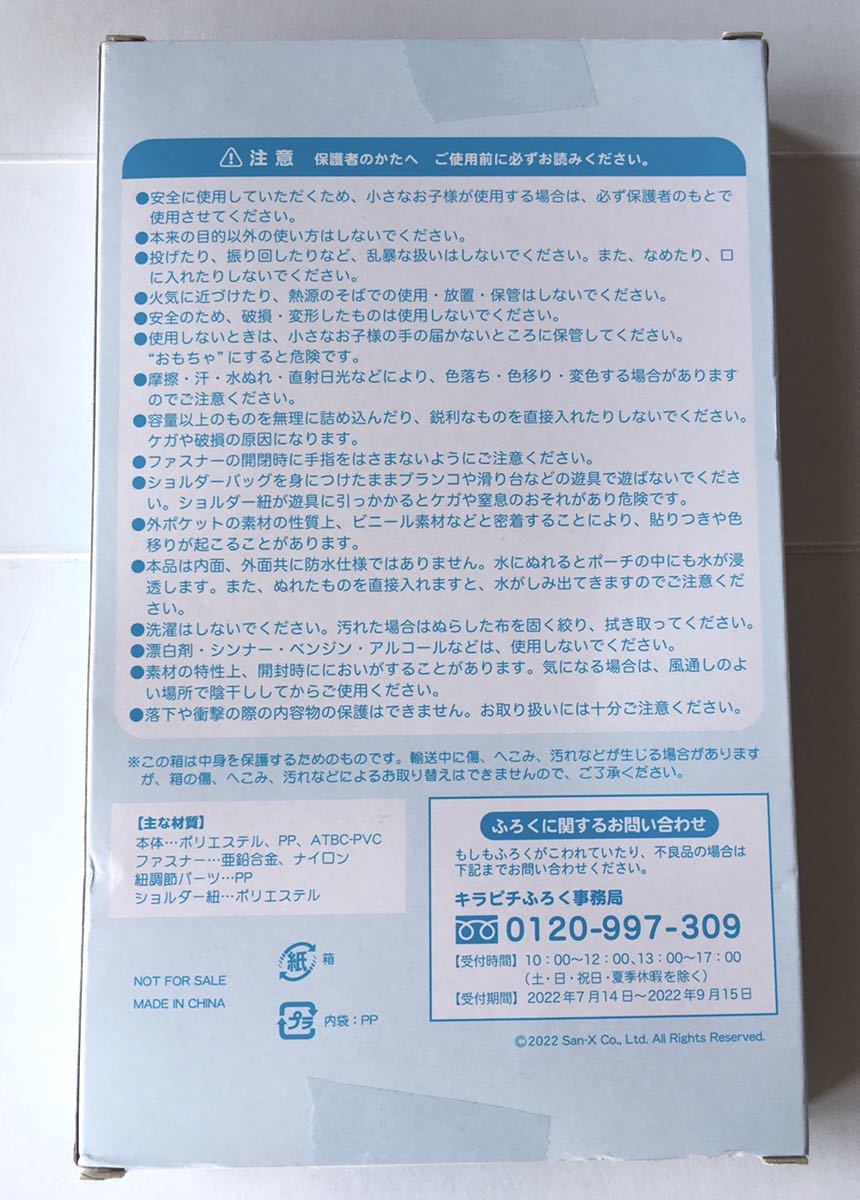 ⚠ 注意 保護者のかたへ ご使用前に必ずお読みください。
●安全に使用していただくため、小さなお子様が使用する場合は、必ず保護者のもとで
使用させてください。
●本来の目的以外の使い方はしないでください。
●投げたり、振り回したりなど、乱暴な扱いはしないでください。また、なめたり、口
に入れたりしないでください。
●火気に近づけたり、熱源のそばでの使用・放置・保管はしないでください。
●安全のため、破損・変形したものは使用しないでください。
●使用しないときは、小さなお子様の手の届かないところに保管してください。
“おもちゃ”にすると危険です。
●摩擦・汗・水ぬれ・直射日光などにより、色落ち・色移り・変色する場合があります
のでご注意ください。
●容量以上のものを無理に詰め込んだり、鋭利なものを直接入れたりしないでください。
ケガや破損の原因になります。
●ファスナーの開閉時に手指をはさまないようにご注意ください。
●ショルダーバッグを身につけたままブランコや滑り台などの遊具で遊ばないでくださ
い。ショルダー紐が遊具に引っかかるとケガや窒息のおそれがあり危険です。
●外ポケットの素材の性質上、ビニール素材などと密着することにより、貼りつきや色
移りが起こることがあります。
●本品は内面、外面共に防水仕様ではありません。水にぬれるとポーチの中にも水が浸
透します。また、ぬれたものを直接入れますと、水がしみ出てきますのでご注意くだ
さい。
●洗濯はしないでください。汚れた場合はぬらした布を固く絞り、拭き取ってください。
●漂白剤・シンナー・ベンジン・アルコールなどは、使用しないでください。
●素材の特性上、開封時ににおいがすることがあります。気になる場合は、風通しのよ
い場所で陰干ししてからご使用ください。
●落下や衝撃の際の内容物の保護はできません。お取り扱いには十分ご注意ください。
※この箱は中身を保護するためのものです。輸送中に傷、へこみ、汚れなどが生じる場合があります
が、箱の傷、へこみ、汚れなどによるお取り替えはできませんので、ご了承ください。
【主な材質】
本体…ポリエステル、PP、ATBC-PVC
ファスナー…亜鉛合金、ナイロン
紐調節パーツ…PP
ショルダー紐…ポリエステル
NOT FOR SALE
MADE IN CHINA
紙 箱
プラ 内袋：PP
ふろくに関するお問い合わせ
もしもふろくがこわれていたり、不良品の場合は
下記までお問い合わせください。
キラピチふろく事務局
0120-997-309
【受付時間】10：00〜12：00、13：00〜17：00
（土・日・祝日・夏季休暇を除く）
【受付期間】2022年7月14日〜2022年9月15日
©2022 San-X Co., Ltd. All Rights Reserved.